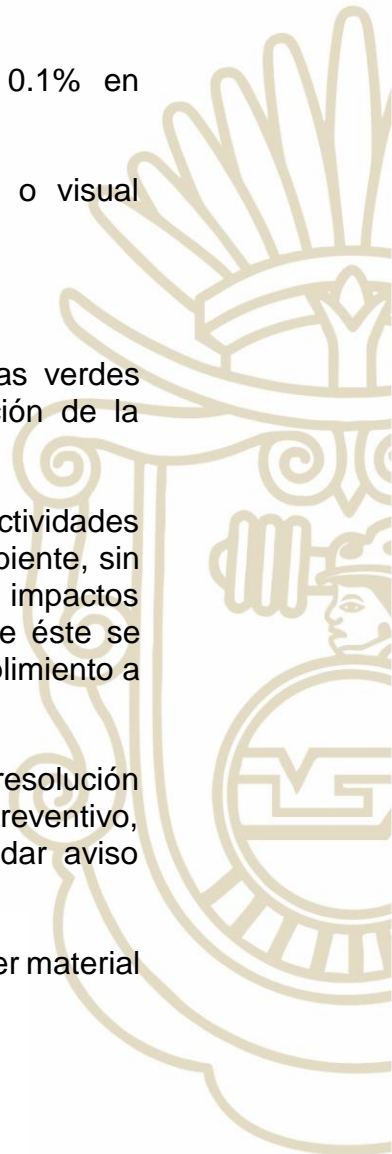 0.1% en
o visual
as verdes
ción de la
ctividades
biente, sin
impactos
e éste se
plimiento a
resolución
reventivo,
dar aviso
er material